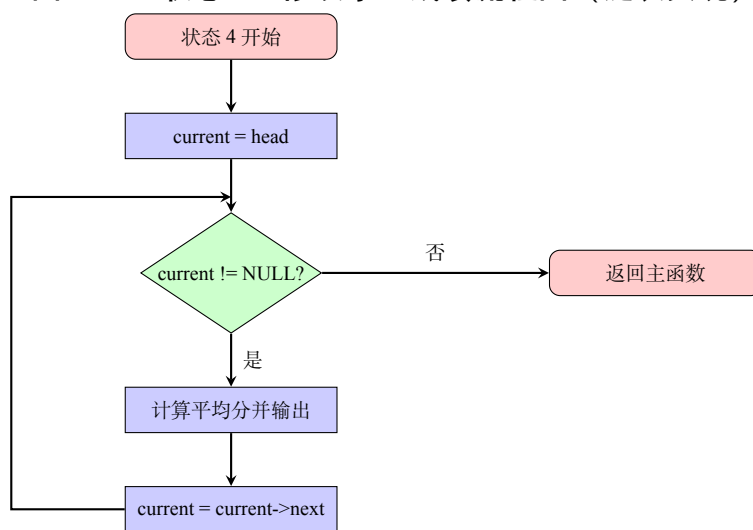 状态 4 开始
current = head
current != NULL?
否
返回主函数
是
计算平均分并输出
current = current->next